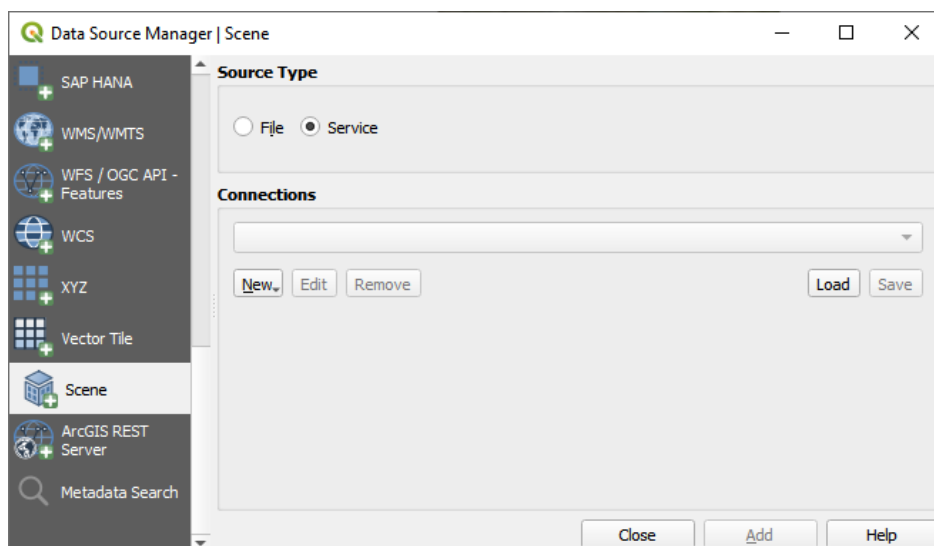 Data Source Manager | Scene
SAP HANA
WMS/WMTS
WFS / OGC API -
Features
WCS
XYZ
Vector Tile
Scene
ArcGIS REST
Server
Metadata Search
Source Type
File
Service
Connections
New
Edit
Remove
Load
Save
Close
Add
Help